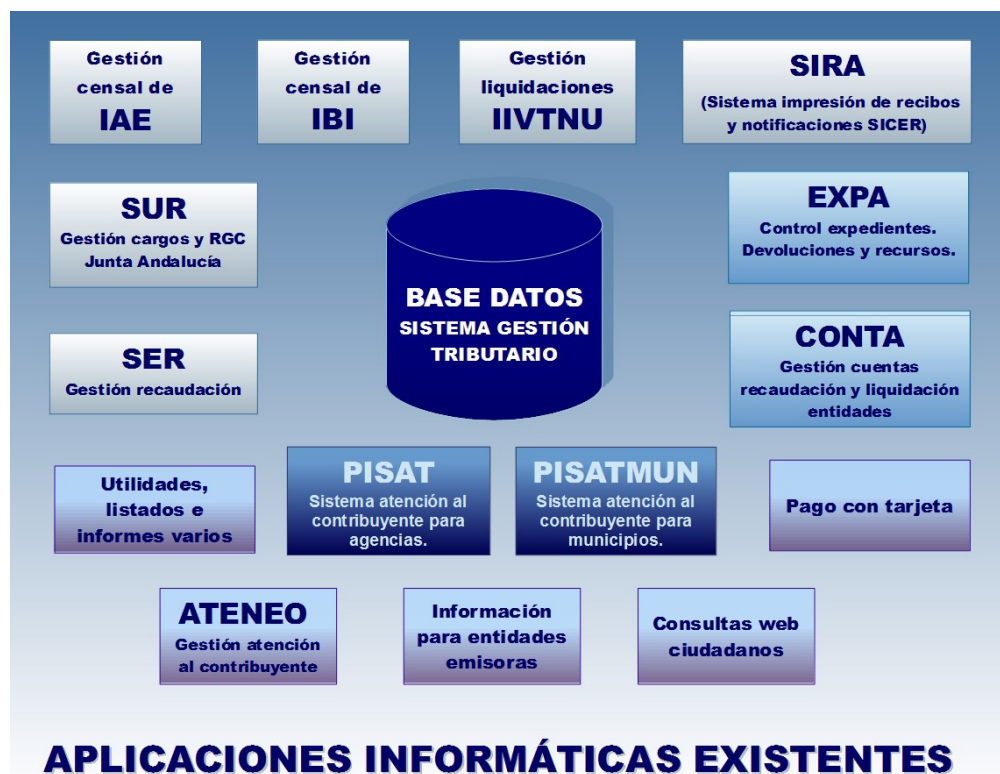 Gestión
censal de
IAE
Gestión
censal de
IBI
Gestión
liquidaciones
IIVTNU
SIRA
(Sistema impresión de recibos
y notificaciones SICER)
SUR
Gestión cargos y RGC
Junta Andalucía
EXPA
Control expedientes.
Devoluciones y recursos.
BASE DATOS
SISTEMA GESTIÓN
TRIBUTARIO
SER
Gestión recaudación
CONTA
Gestión cuentas
recaudación y liquidación
entidades
Utilidades,
listados e
informes varios
PISAT
Sistema atención al
contribuyente para
agencias.
PISATMUN
Sistema atención al
contribuyente para
municipios.
Pago con tarjeta
ATENEO
Gestión atención
al contribuyente
Información
para entidades
emisoras
Consultas web
ciudadanos
APLICACIONES INFORMÁTICAS EXISTENTES